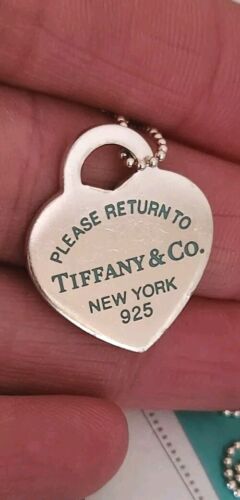 PLEASE RETURN TO
TIFFANY & CO.
NEW YORK
925